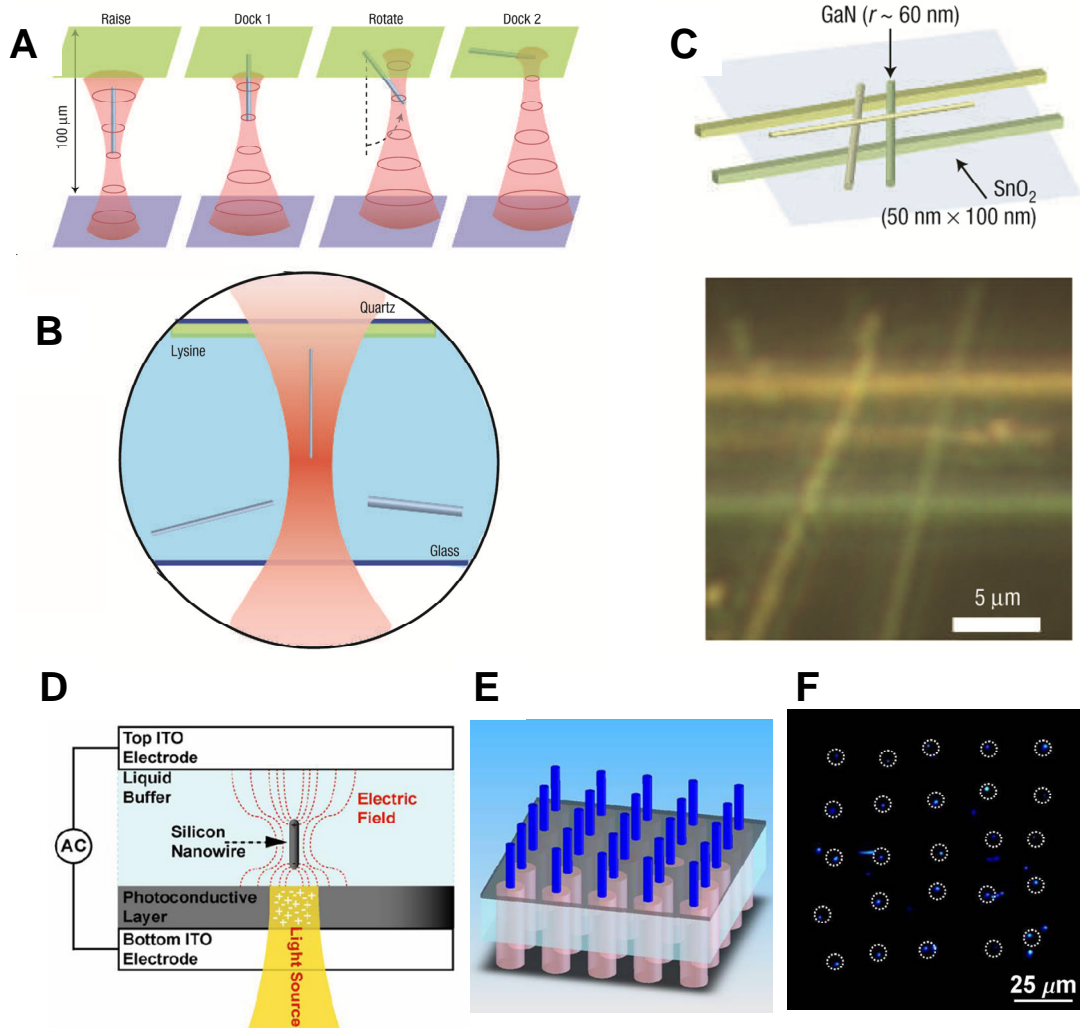 A
Raise
Dock 1
Rotate
Dock 2
100 μm
B
Quartz
Lysine
Glass
C
GaN (r ~ 60 nm)
SnO2
(50 nm × 100 nm)
5 μm
D
Top ITO
Electrode
Liquid
Buffer
Electric
Field
Silicon
Nanowire
AC
Photoconductive
Layer
Bottom ITO
Electrode
Light Source
E
F
25 μm